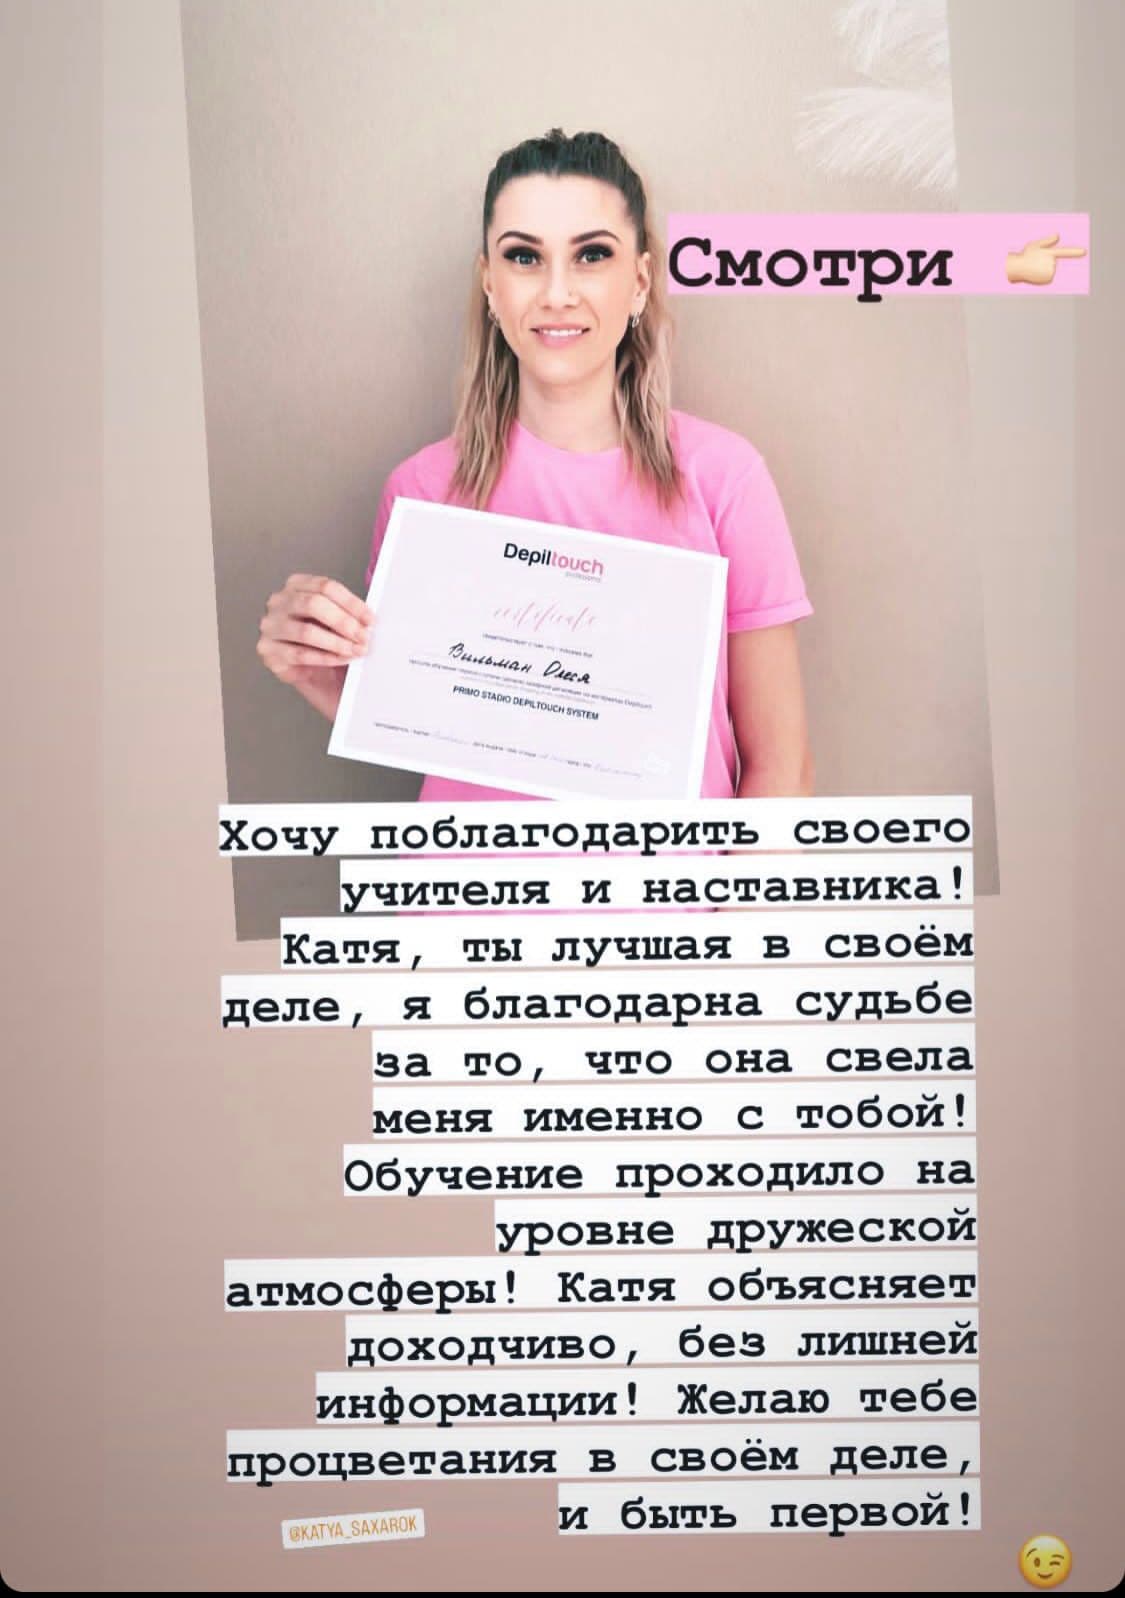 Смотри 👉
Depiltouch
certificate
Вильман Олеся
PRIMO STADIO DEPILTOUCH SYSTEM
Хочу поблагодарить своего
учителя и наставника!
Катя, ты лучшая в своём
деле, я благодарна судьбе
за то, что она свела
меня именно с тобой!
Обучение проходило на
уровне дружеской
атмосферы! Катя объясняет
доходчиво, без лишней
информации! Желаю тебе
процветания в своём деле,
и быть первой!
@KATYA_SAXAROK
😉